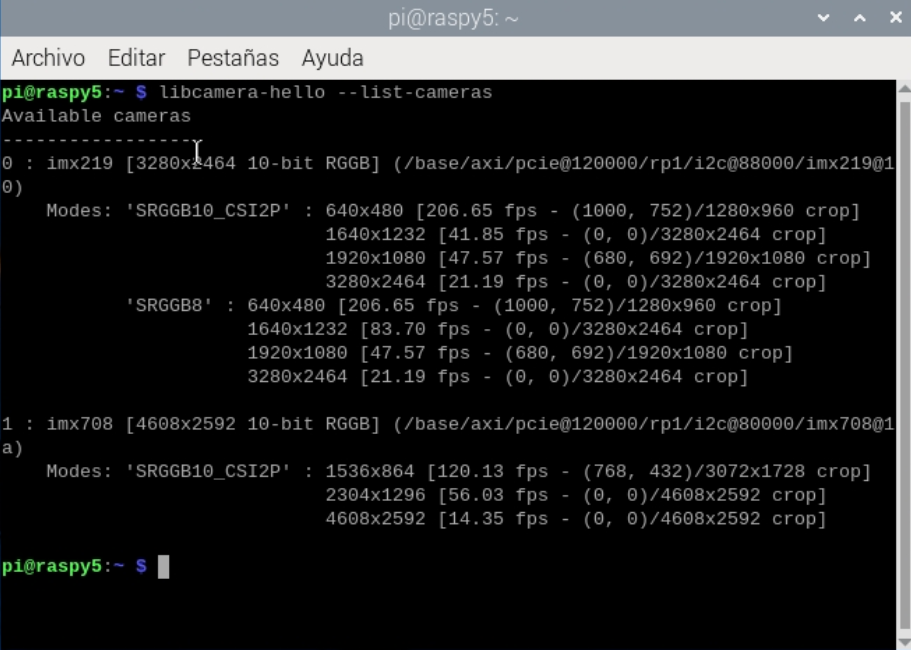 pi@raspy5: ~
Archivo Editar Pestañas Ayuda
pi@raspy5:~ $ libcamera-hello --list-cameras
Available cameras
------------------
0 : imx219 [3280x2464 10-bit RGGB] (/base/axi/pcie@120000/rp1/i2c@88000/imx219@1
0)
    Modes: 'SRGGB10_CSI2P' : 640x480 [206.65 fps - (1000, 752)/1280x960 crop]
                             1640x1232 [41.85 fps - (0, 0)/3280x2464 crop]
                             1920x1080 [47.57 fps - (680, 692)/1920x1080 crop]
                             3280x2464 [21.19 fps - (0, 0)/3280x2464 crop]
           'SRGGB8' : 640x480 [206.65 fps - (1000, 752)/1280x960 crop]
                      1640x1232 [83.70 fps - (0, 0)/3280x2464 crop]
                      1920x1080 [47.57 fps - (680, 692)/1920x1080 crop]
                      3280x2464 [21.19 fps - (0, 0)/3280x2464 crop]
1 : imx708 [4608x2592 10-bit RGGB] (/base/axi/pcie@120000/rp1/i2c@80000/imx708@1
a)
    Modes: 'SRGGB10_CSI2P' : 1536x864 [120.13 fps - (768, 432)/3072x1728 crop]
                             2304x1296 [56.03 fps - (0, 0)/4608x2592 crop]
                             4608x2592 [14.35 fps - (0, 0)/4608x2592 crop]
pi@raspy5:~ $